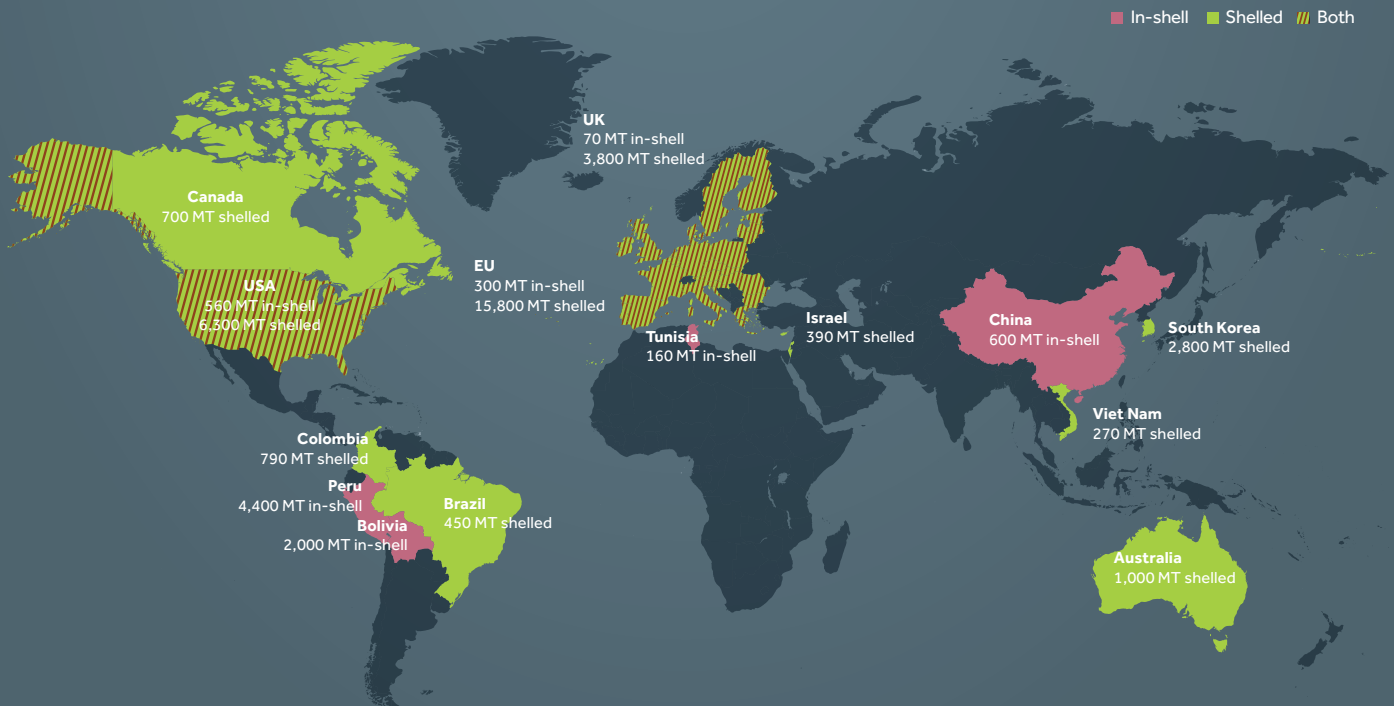 In-shell Shelled Both
UK
70 MT in-shell
3,800 MT shelled
Canada
700 MT shelled
EU
300 MT in-shell
15,800 MT shelled
USA
560 MT in-shell
6,300 MT shelled
Israel
390 MT shelled
Tunisia
160 MT in-shell
China
600 MT in-shell
South Korea
2,800 MT shelled
Viet Nam
270 MT shelled
Colombia
790 MT shelled
Peru
4,400 MT in-shell
Bolivia
2,000 MT in-shell
Brazil
450 MT shelled
Australia
1,000 MT shelled